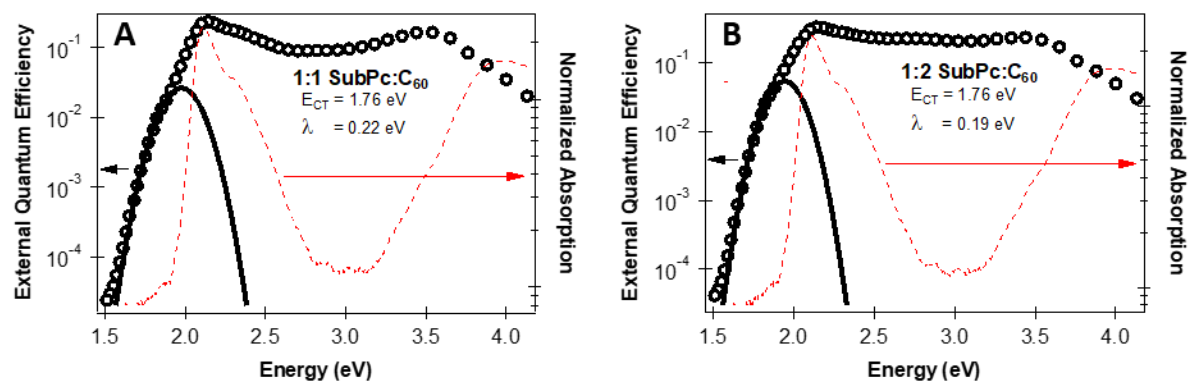 A
1:1 SubPc:C₆₀
E_CT = 1.76 eV
λ = 0.22 eV
External Quantum Efficiency
10⁻¹
10⁻²
10⁻³
10⁻⁴
Normalized Absorption
1.5 2.0 2.5 3.0 3.5 4.0
Energy (eV)
B
1:2 SubPc:C₆₀
E_CT = 1.76 eV
λ = 0.19 eV
External Quantum Efficiency
10⁻¹
10⁻²
10⁻³
10⁻⁴
Normalized Absorption
1.5 2.0 2.5 3.0 3.5 4.0
Energy (eV)